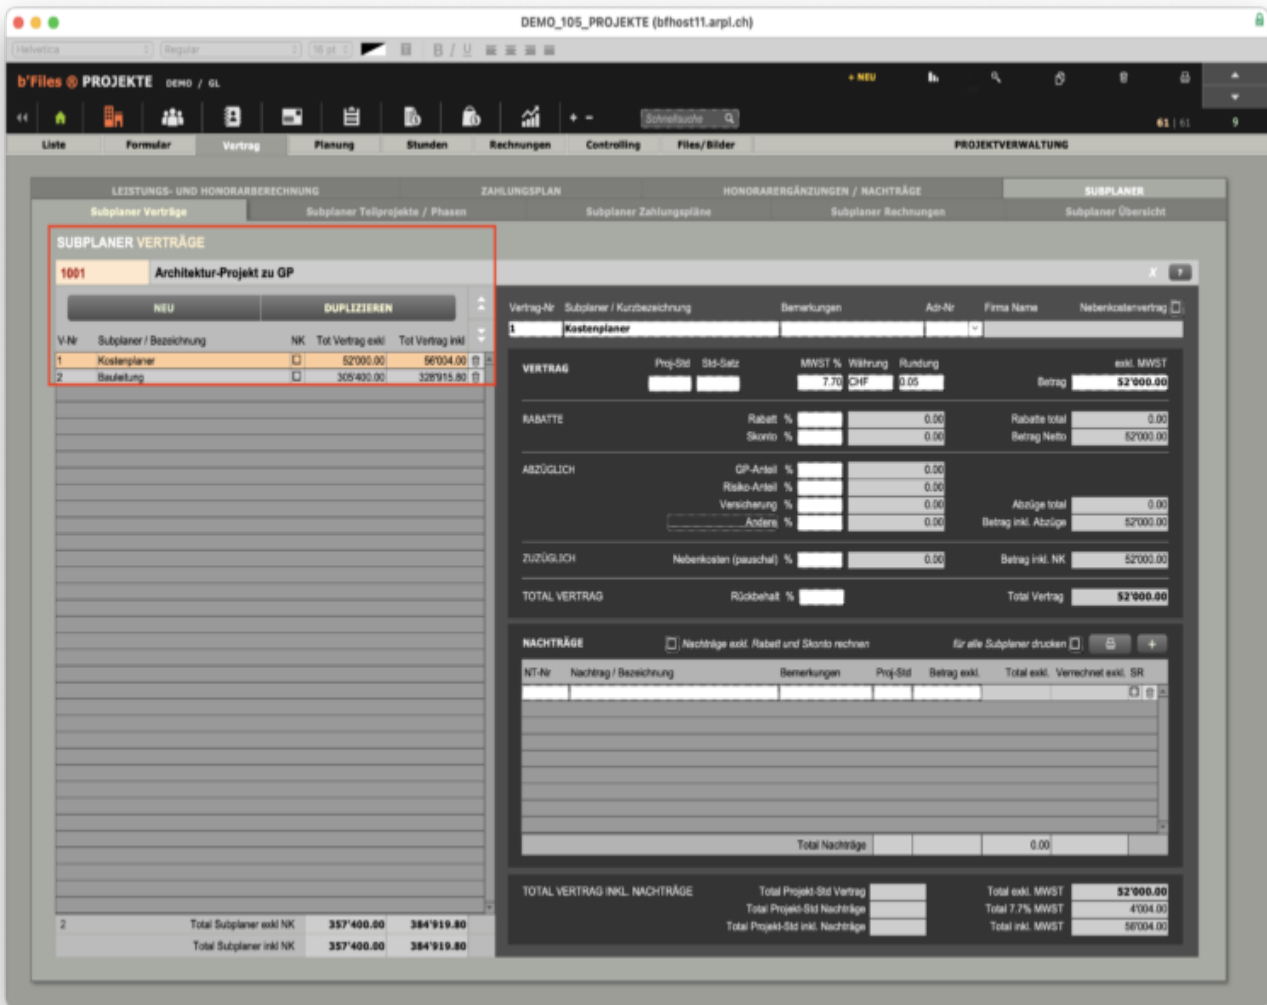 DEMO_105_PROJEKTE (bfhost11.arpl.ch)
Helvetica Regular 16 pt B I U
b'Files ® PROJEKTE DEMO / GL + NEU
+ - Schnellsuche 61 | 61 9
Liste Formular Vertrag Planung Stunden Rechnungen Controlling Files/Bilder PROJEKTVERWALTUNG
LEISTUNGS- UND HONORARBERECHNUNG ZAHLUNGSPLAN HONORARERGÄNZUNGEN / NACHTRÄGE SUBPLANER
Subplaner Verträge Subplaner Teilprojekte / Phasen Subplaner Zahlungspläne Subplaner Rechnungen Subplaner Übersicht
SUBPLANER VERTRÄGE
1001 Architektur-Projekt zu GP X ?
NEU DUPLIZIEREN
V-Nr Subplaner / Bezeichnung NK Tot Vertrag exkl Tot Vertrag inkl
1 Kostenplaner 52'000.00 56'004.00
2 Bauleitung 305'400.00 328'915.80
2 Total Subplaner exkl NK 357'400.00 384'919.80
Total Subplaner inkl NK 357'400.00 384'919.80
Vertrag-Nr Subplaner / Kurzbezeichnung Bemerkungen Adr-Nr Firma Name Nebenkostenvertrag
1 Kostenplaner
VERTRAG Proj-Std Std-Satz MWST % Währung Rundung exkl. MWST
7.70 CHF 0.05 Betrag 52'000.00
RABATTE Rabatt % 0.00 Rabatte total 0.00
Skonto % 0.00 Betrag Netto 52'000.00
ABZÜGLICH GP-Anteil % 0.00
Risiko-Anteil % 0.00
Versicherung % 0.00 Abzüge total 0.00
Andere % 0.00 Betrag inkl. Abzüge 52'000.00
ZUZÜGLICH Nebenkosten (pauschal) % 0.00 Betrag inkl. NK 52'000.00
TOTAL VERTRAG Rückbehalt % Total Vertrag 52'000.00
NACHTRÄGE Nachträge exkl. Rabatt und Skonto rechnen für alle Subplaner drucken +
NT-Nr Nachtrag / Bezeichnung Bemerkungen Proj-Std Betrag exkl. Total exkl. Verrechnet exkl. SR
Total Nachträge 0.00
TOTAL VERTRAG INKL. NACHTRÄGE Total Projekt-Std Vertrag Total exkl. MWST 52'000.00
Total Projekt-Std Nachträge Total 7.7% MWST 4'004.00
Total Projekt-Std inkl. Nachträge Total inkl. MWST 56'004.00